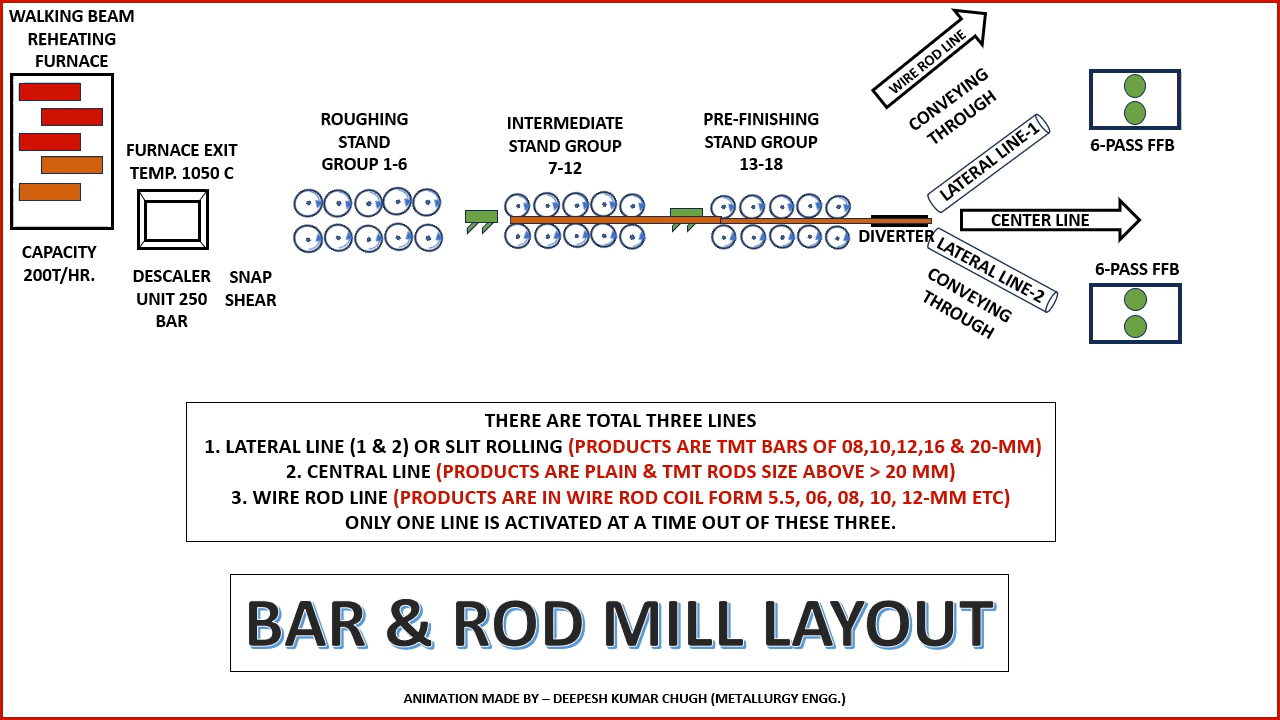 WALKING BEAM
REHEATING
FURNACE
CAPACITY
200T/HR.
FURNACE EXIT
TEMP. 1050 C
DESCALER
UNIT 250
BAR
SNAP
SHEAR
ROUGHING
STAND
GROUP 1-6
INTERMEDIATE
STAND GROUP
7-12
PRE-FINISHING
STAND GROUP
13-18
DIVERTER
WIRE ROD LINE
CONVEYING
THROUGH
LATERAL LINE-1
6-PASS FFB
CENTER LINE
LATERAL LINE-2
CONVEYING
THROUGH
6-PASS FFB
THERE ARE TOTAL THREE LINES
1. LATERAL LINE (1 & 2) OR SLIT ROLLING (PRODUCTS ARE TMT BARS OF 08,10,12,16 & 20-MM)
2. CENTRAL LINE (PRODUCTS ARE PLAIN & TMT RODS SIZE ABOVE > 20 MM)
3. WIRE ROD LINE (PRODUCTS ARE IN WIRE ROD COIL FORM 5.5, 06, 08, 10, 12-MM ETC)
ONLY ONE LINE IS ACTIVATED AT A TIME OUT OF THESE THREE.
BAR & ROD MILL LAYOUT
ANIMATION MADE BY – DEEPESH KUMAR CHUGH (METALLURGY ENGG.)